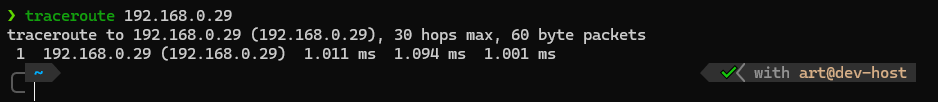 ❯ traceroute 192.168.0.29
traceroute to 192.168.0.29 (192.168.0.29), 30 hops max, 60 byte packets
 1  192.168.0.29 (192.168.0.29)  1.011 ms  1.094 ms  1.001 ms
~ ✓ with art@dev-host